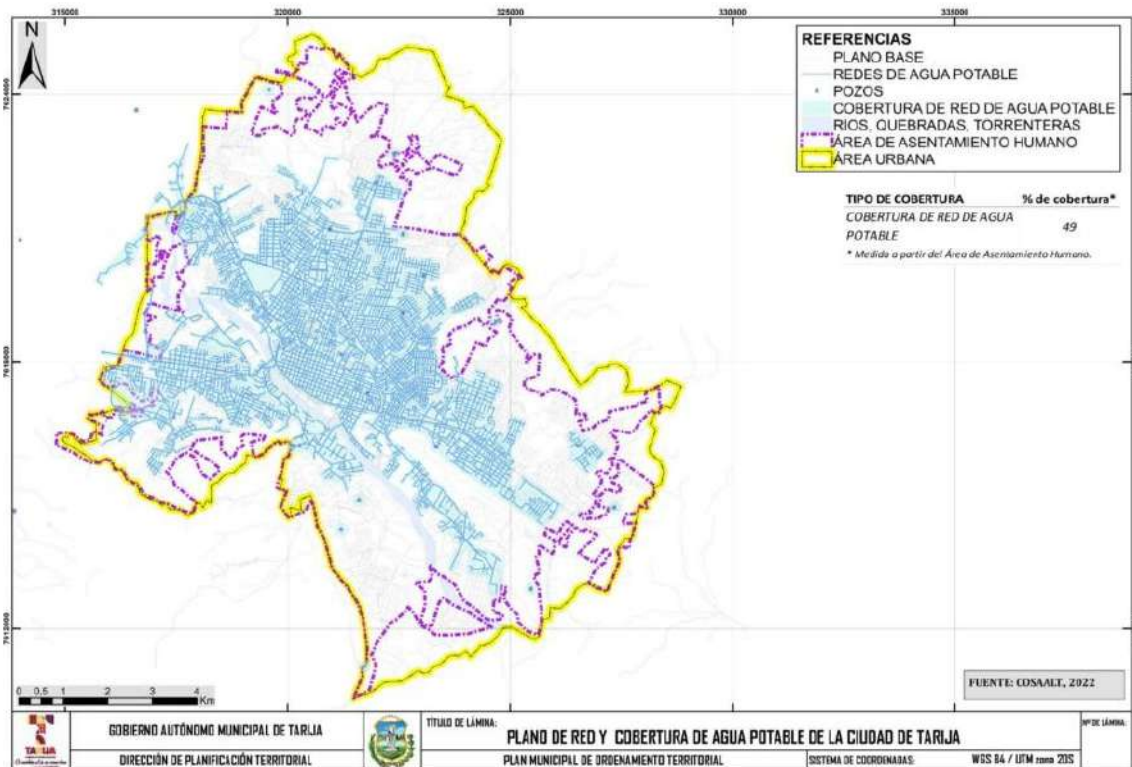 315000 320000 325000 330000 335000
N
REFERENCIAS
PLANO BASE
REDES DE AGUA POTABLE
POZOS
COBERTURA DE RED DE AGUA POTABLE
RIOS, QUEBRADAS, TORRENTERAS
ÁREA DE ASENTAMIENTO HUMANO
ÁREA URBANA
TIPO DE COBERTURA % de cobertura*
COBERTURA DE RED DE AGUA
POTABLE 49
* Medida a partir del Área de Asentamiento Humano.
7624000
7618000
7612000
0 0,5 1 2 3 4
Km
FUENTE: COSAALT, 2022
TARIJA
GOBIERNO AUTÓNOMO MUNICIPAL DE TARIJA
DIRECCIÓN DE PLANIFICACIÓN TERRITORIAL
TÍTULO DE LÁMINA:
PLANO DE RED Y COBERTURA DE AGUA POTABLE DE LA CIUDAD DE TARIJA
PLAN MUNICIPAL DE ORDENAMIENTO TERRITORIAL
SISTEMA DE COORDENADAS: WGS 84 / UTM zona 20S
Nº DE LÁMINA: